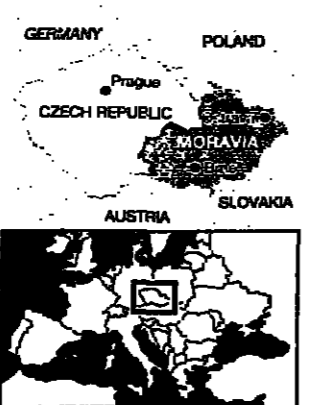 GERMANY
POLAND
Prague
CZECH REPUBLIC
MORAVIA
SLOVAKIA
AUSTRIA